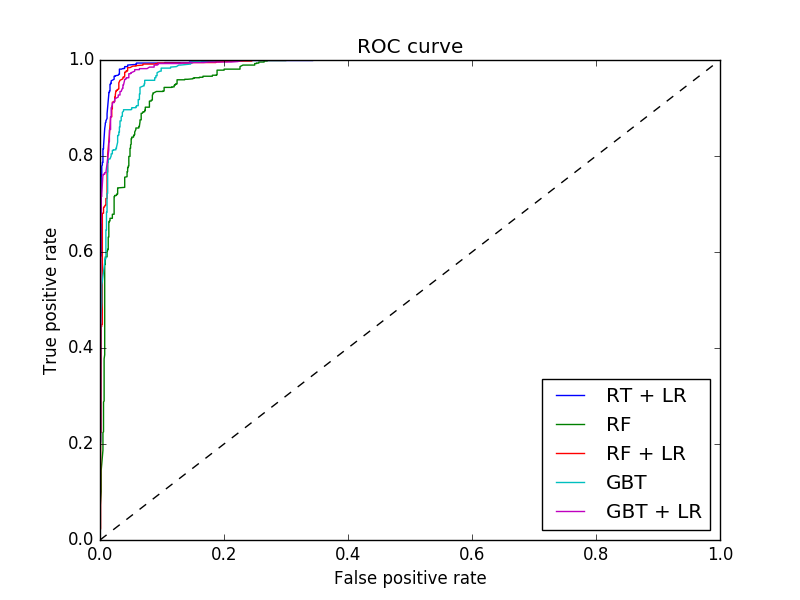 ROC curve
1.0
0.8
0.6
0.4
0.2
0.0
True positive rate
0.0 0.2 0.4 0.6 0.8 1.0
False positive rate
RT + LR
RF
RF + LR
GBT
GBT + LR